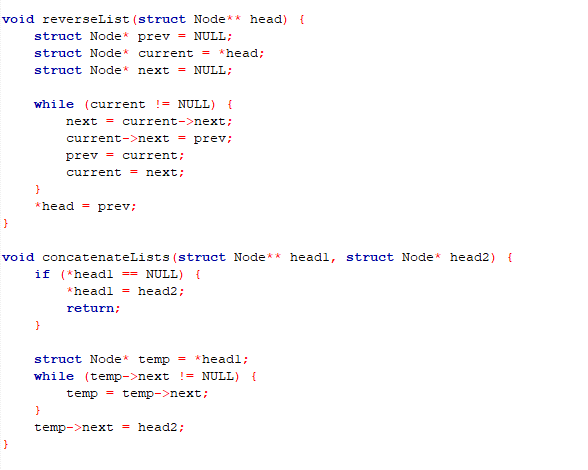 void reverseList(struct Node** head) {
    struct Node* prev = NULL;
    struct Node* current = *head;
    struct Node* next = NULL;

    while (current != NULL) {
        next = current->next;
        current->next = prev;
        prev = current;
        current = next;
    }
    *head = prev;
}

void concatenateLists(struct Node** head1, struct Node* head2) {
    if (*head1 == NULL) {
        *head1 = head2;
        return;
    }

    struct Node* temp = *head1;
    while (temp->next != NULL) {
        temp = temp->next;
    }
    temp->next = head2;
}